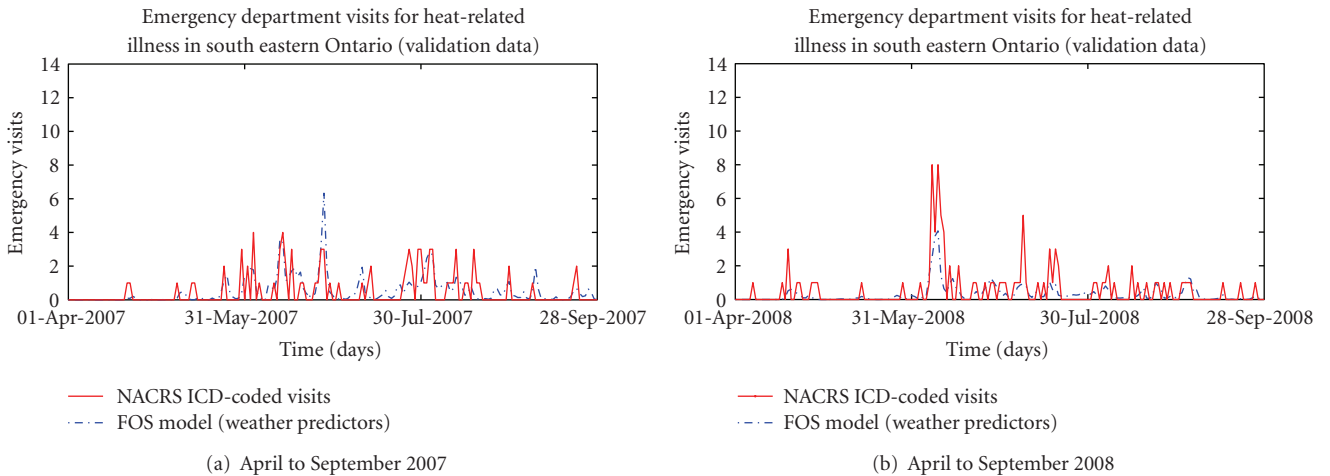 Emergency department visits for heat-related
illness in south eastern Ontario (validation data)
14
12
10
8
6
4
2
0
Emergency visits
01-Apr-2007
31-May-2007
30-Jul-2007
28-Sep-2007
Time (days)
NACRS ICD-coded visits
FOS model (weather predictors)
(a) April to September 2007
Emergency department visits for heat-related
illness in south eastern Ontario (validation data)
14
12
10
8
6
4
2
0
Emergency visits
01-Apr-2008
31-May-2008
30-Jul-2008
28-Sep-2008
Time (days)
NACRS ICD-coded visits
FOS model (weather predictors)
(b) April to September 2008